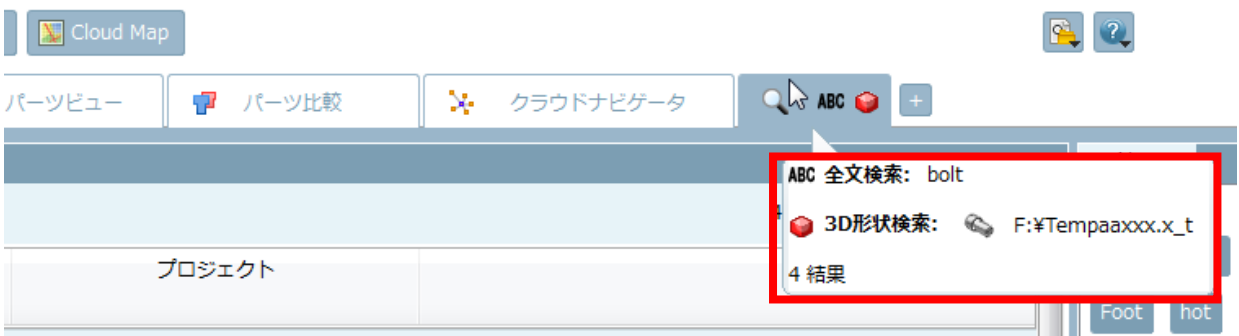 Cloud Map
パーツビュー
パーツ比較
クラウドナビゲータ
ABC
+
ABC 全文検索: bolt
3D形状検索: F:¥Tempaaxxx.x_t
4 結果
プロジェクト
Foot
hot